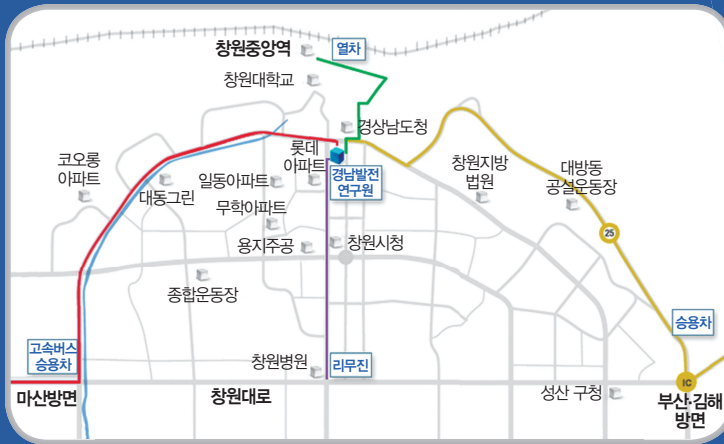 창원중앙역
열차
창원대학교
경상남도청
롯데
아파트
코오롱
아파트
일동아파트
경남발전
연구원
창원지방
법원
대방동
공설운동장
대동그린
무학아파트
25
용지주공
창원시청
종합운동장
승용차
고속버스
승용차
창원병원
리무진
IC
마산방면
창원대로
성산 구청
부산·김해
방면